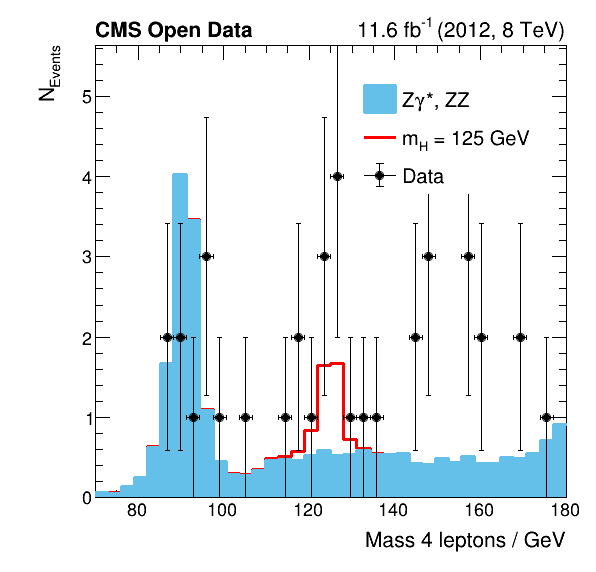 CMS Open Data 11.6 fb⁻¹ (2012, 8 TeV)
N_Events
Zγ*, ZZ
m_H = 125 GeV
Data
5
4
3
2
1
0
80 100 120 140 160 180
Mass 4 leptons / GeV